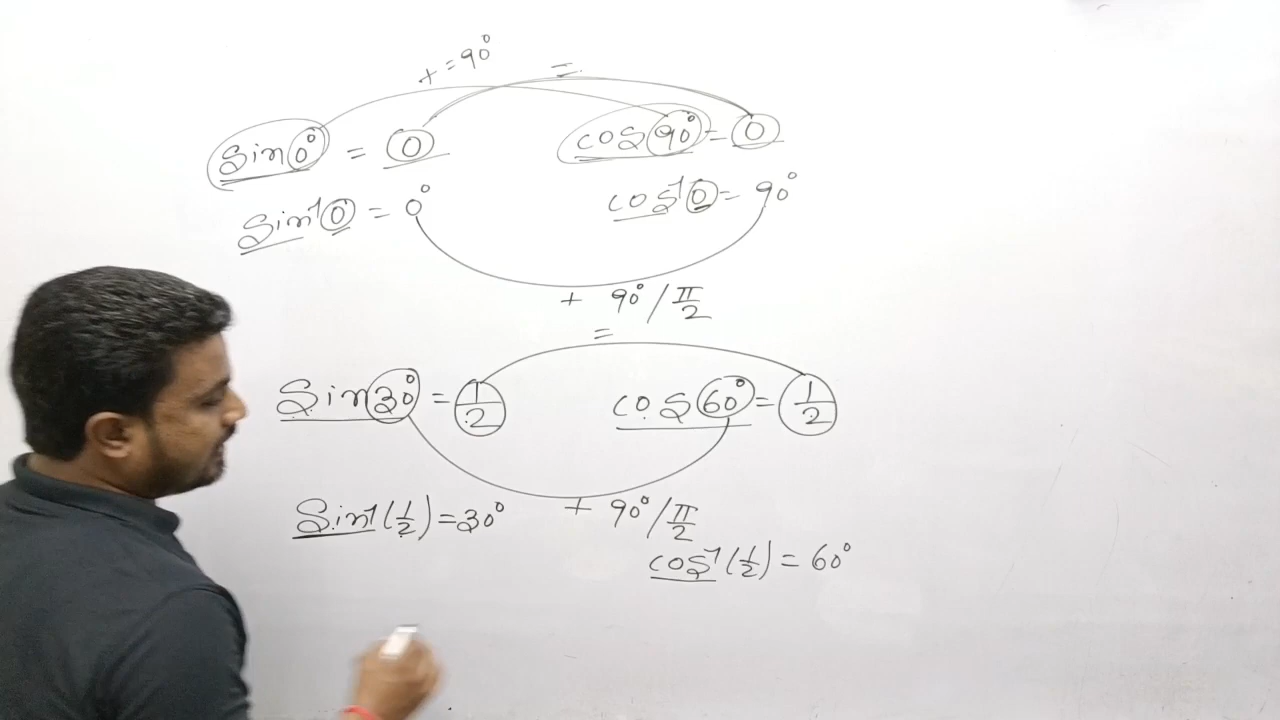 + = 90° =
sin 0° = 0 cos 90° = 0
sin⁻¹ 0 = 0° cos⁻¹ 0 = 90°
+ 90° / π/2
=
sin 30° = 1/2 cos 60° = 1/2
sin⁻¹ (1/2) = 30° + 90° / π/2
cos⁻¹ (1/2) = 60°